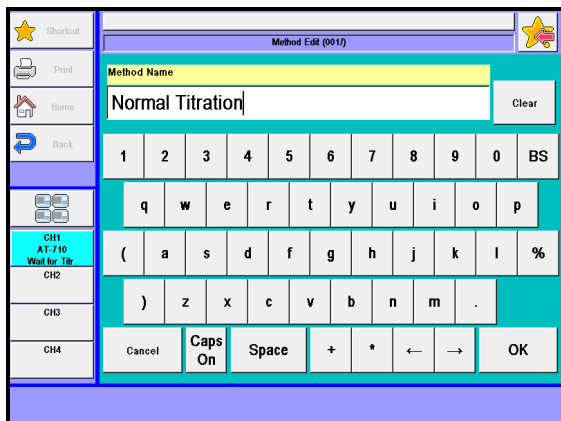 Shortcut
Method Edit (001/)
Print
Method Name
Home
Normal Titration
Clear
Back
1 2 3 4 5 6 7 8 9 0 BS
q w e r t y u i o p
CH1
AT-710
Wait for Titr.
( a s d f g h j k l %
CH2
) z x c v b n m .
CH3
CH4
Cancel
Caps
On
Space + * ← → OK